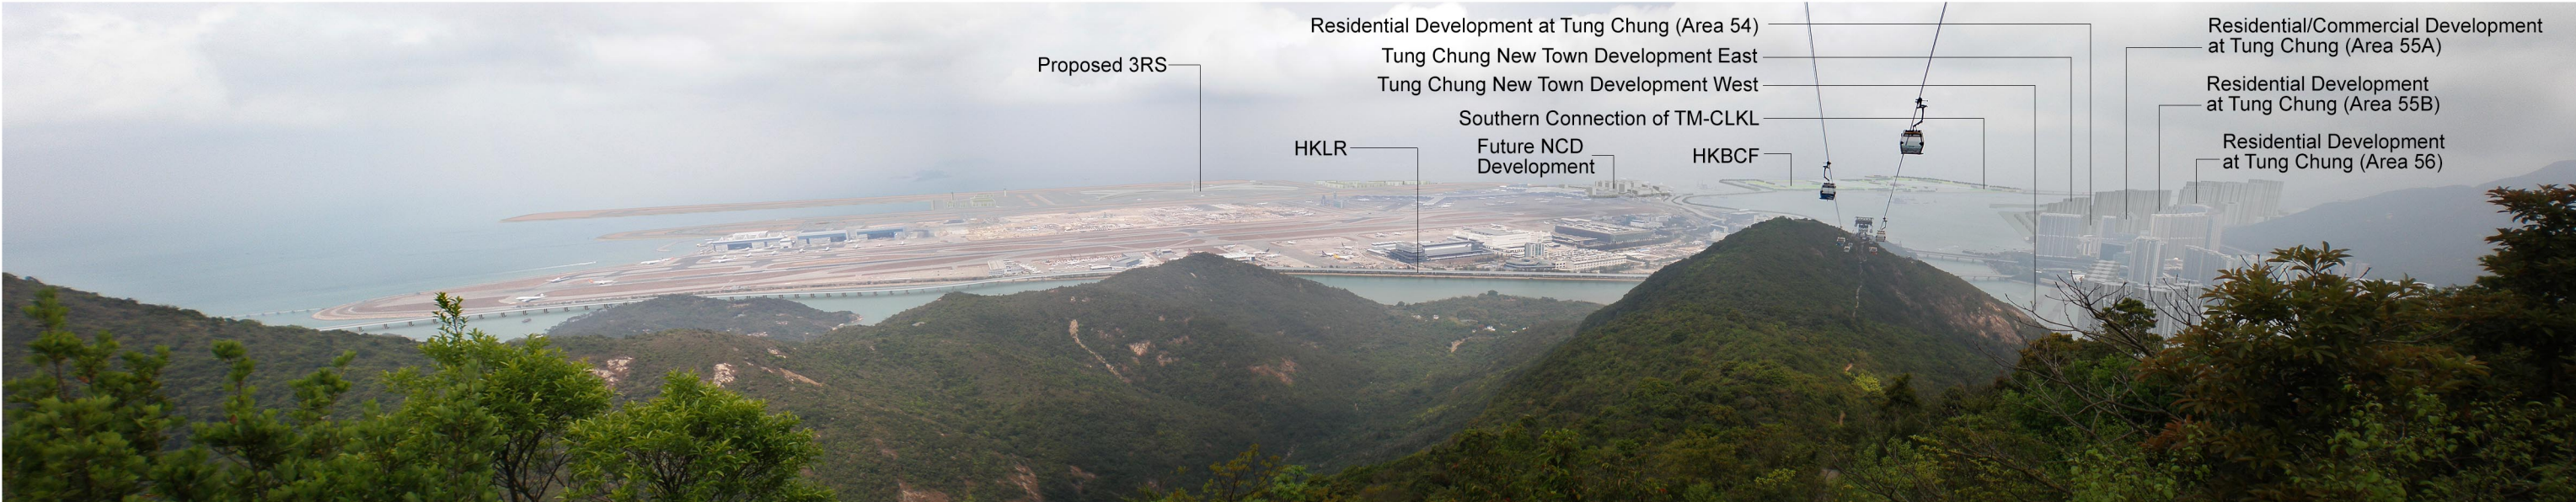 Residential Development at Tung Chung (Area 54)
Tung Chung New Town Development East
Tung Chung New Town Development West
Southern Connection of TM-CLKL
Proposed 3RS
HKLR
Future NCD
Development
HKBCF
Residential/Commercial Development
at Tung Chung (Area 55A)
Residential Development
at Tung Chung (Area 55B)
Residential Development
at Tung Chung (Area 56)